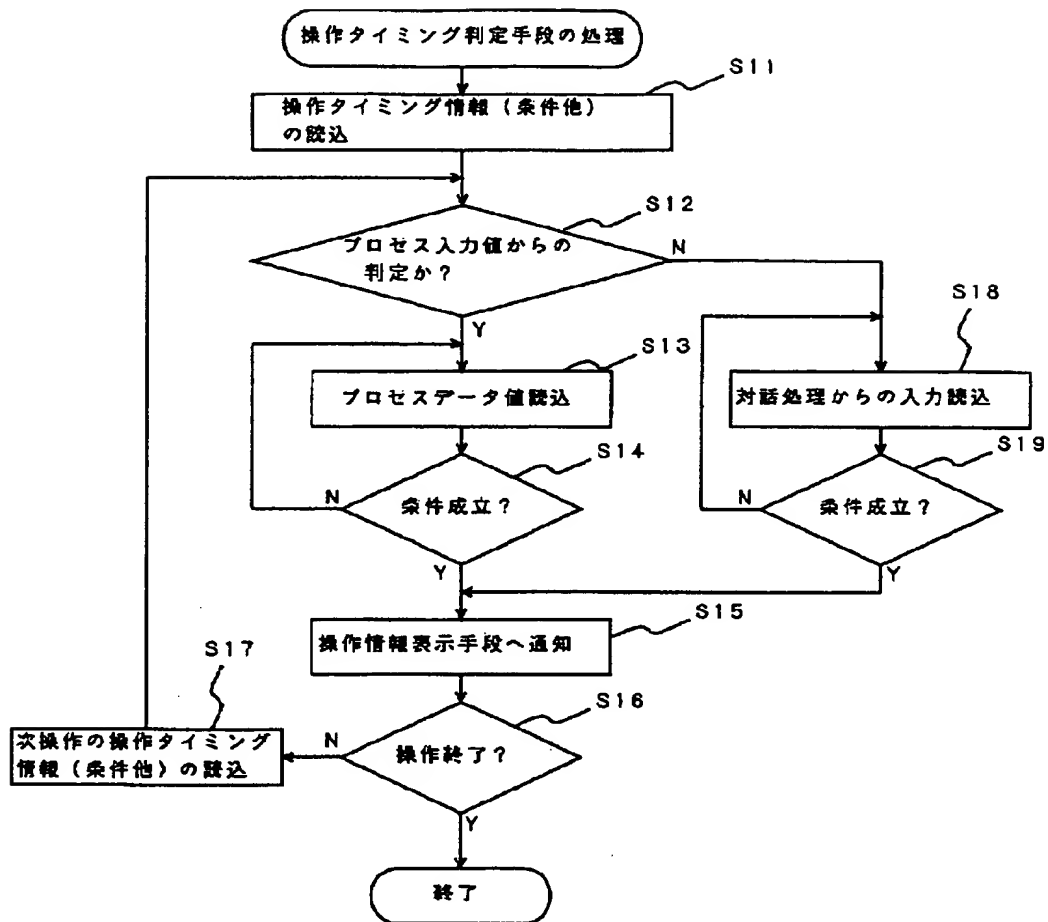 操作タイミング判定手段の処理
S11
操作タイミング情報（条件他）
の読込
S12
プロセス入力値からの
判定か？
N
Y
S13
プロセスデータ値読込
S14
条件成立？
N
Y
S18
対話処理からの入力読込
S19
条件成立？
N
Y
S15
操作情報表示手段へ通知
S16
操作終了？
N
Y
S17
次操作の操作タイミング
情報（条件他）の読込
終了